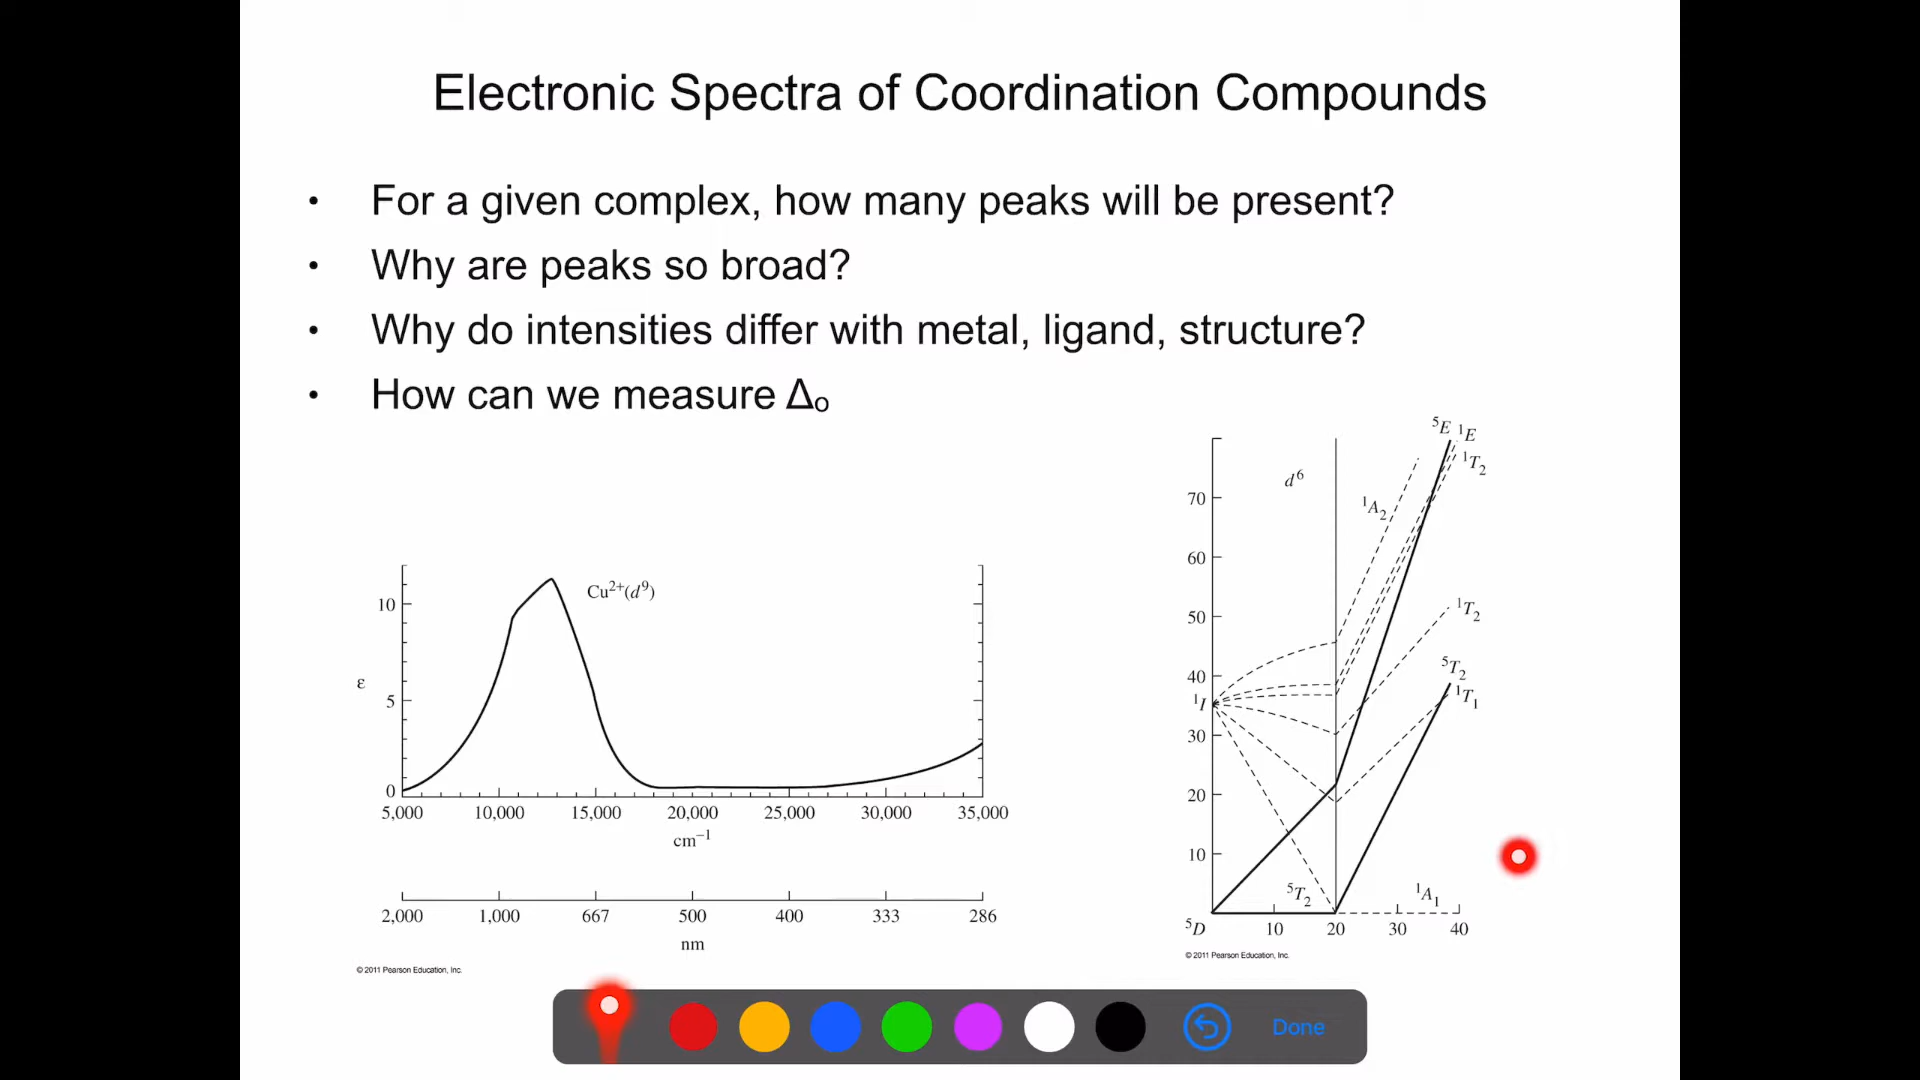 Electronic Spectra of Coordination Compounds
• For a given complex, how many peaks will be present?
• Why are peaks so broad?
• Why do intensities differ with metal, ligand, structure?
• How can we measure Δₒ
Cu²⁺(d⁹)
10
5
0
ε
5,000 10,000 15,000 20,000 25,000 30,000 35,000
cm⁻¹
2,000 1,000 667 500 400 333 286
nm
© 2011 Pearson Education, Inc.
⁵E ¹E
¹T₂
d⁶
¹A₂
70
60
50
¹T₂
40
⁵T₂
¹I
¹T₁
30
20
10
⁵T₂ ¹A₁
⁵D 10 20 30 40
© 2011 Pearson Education, Inc.
Done